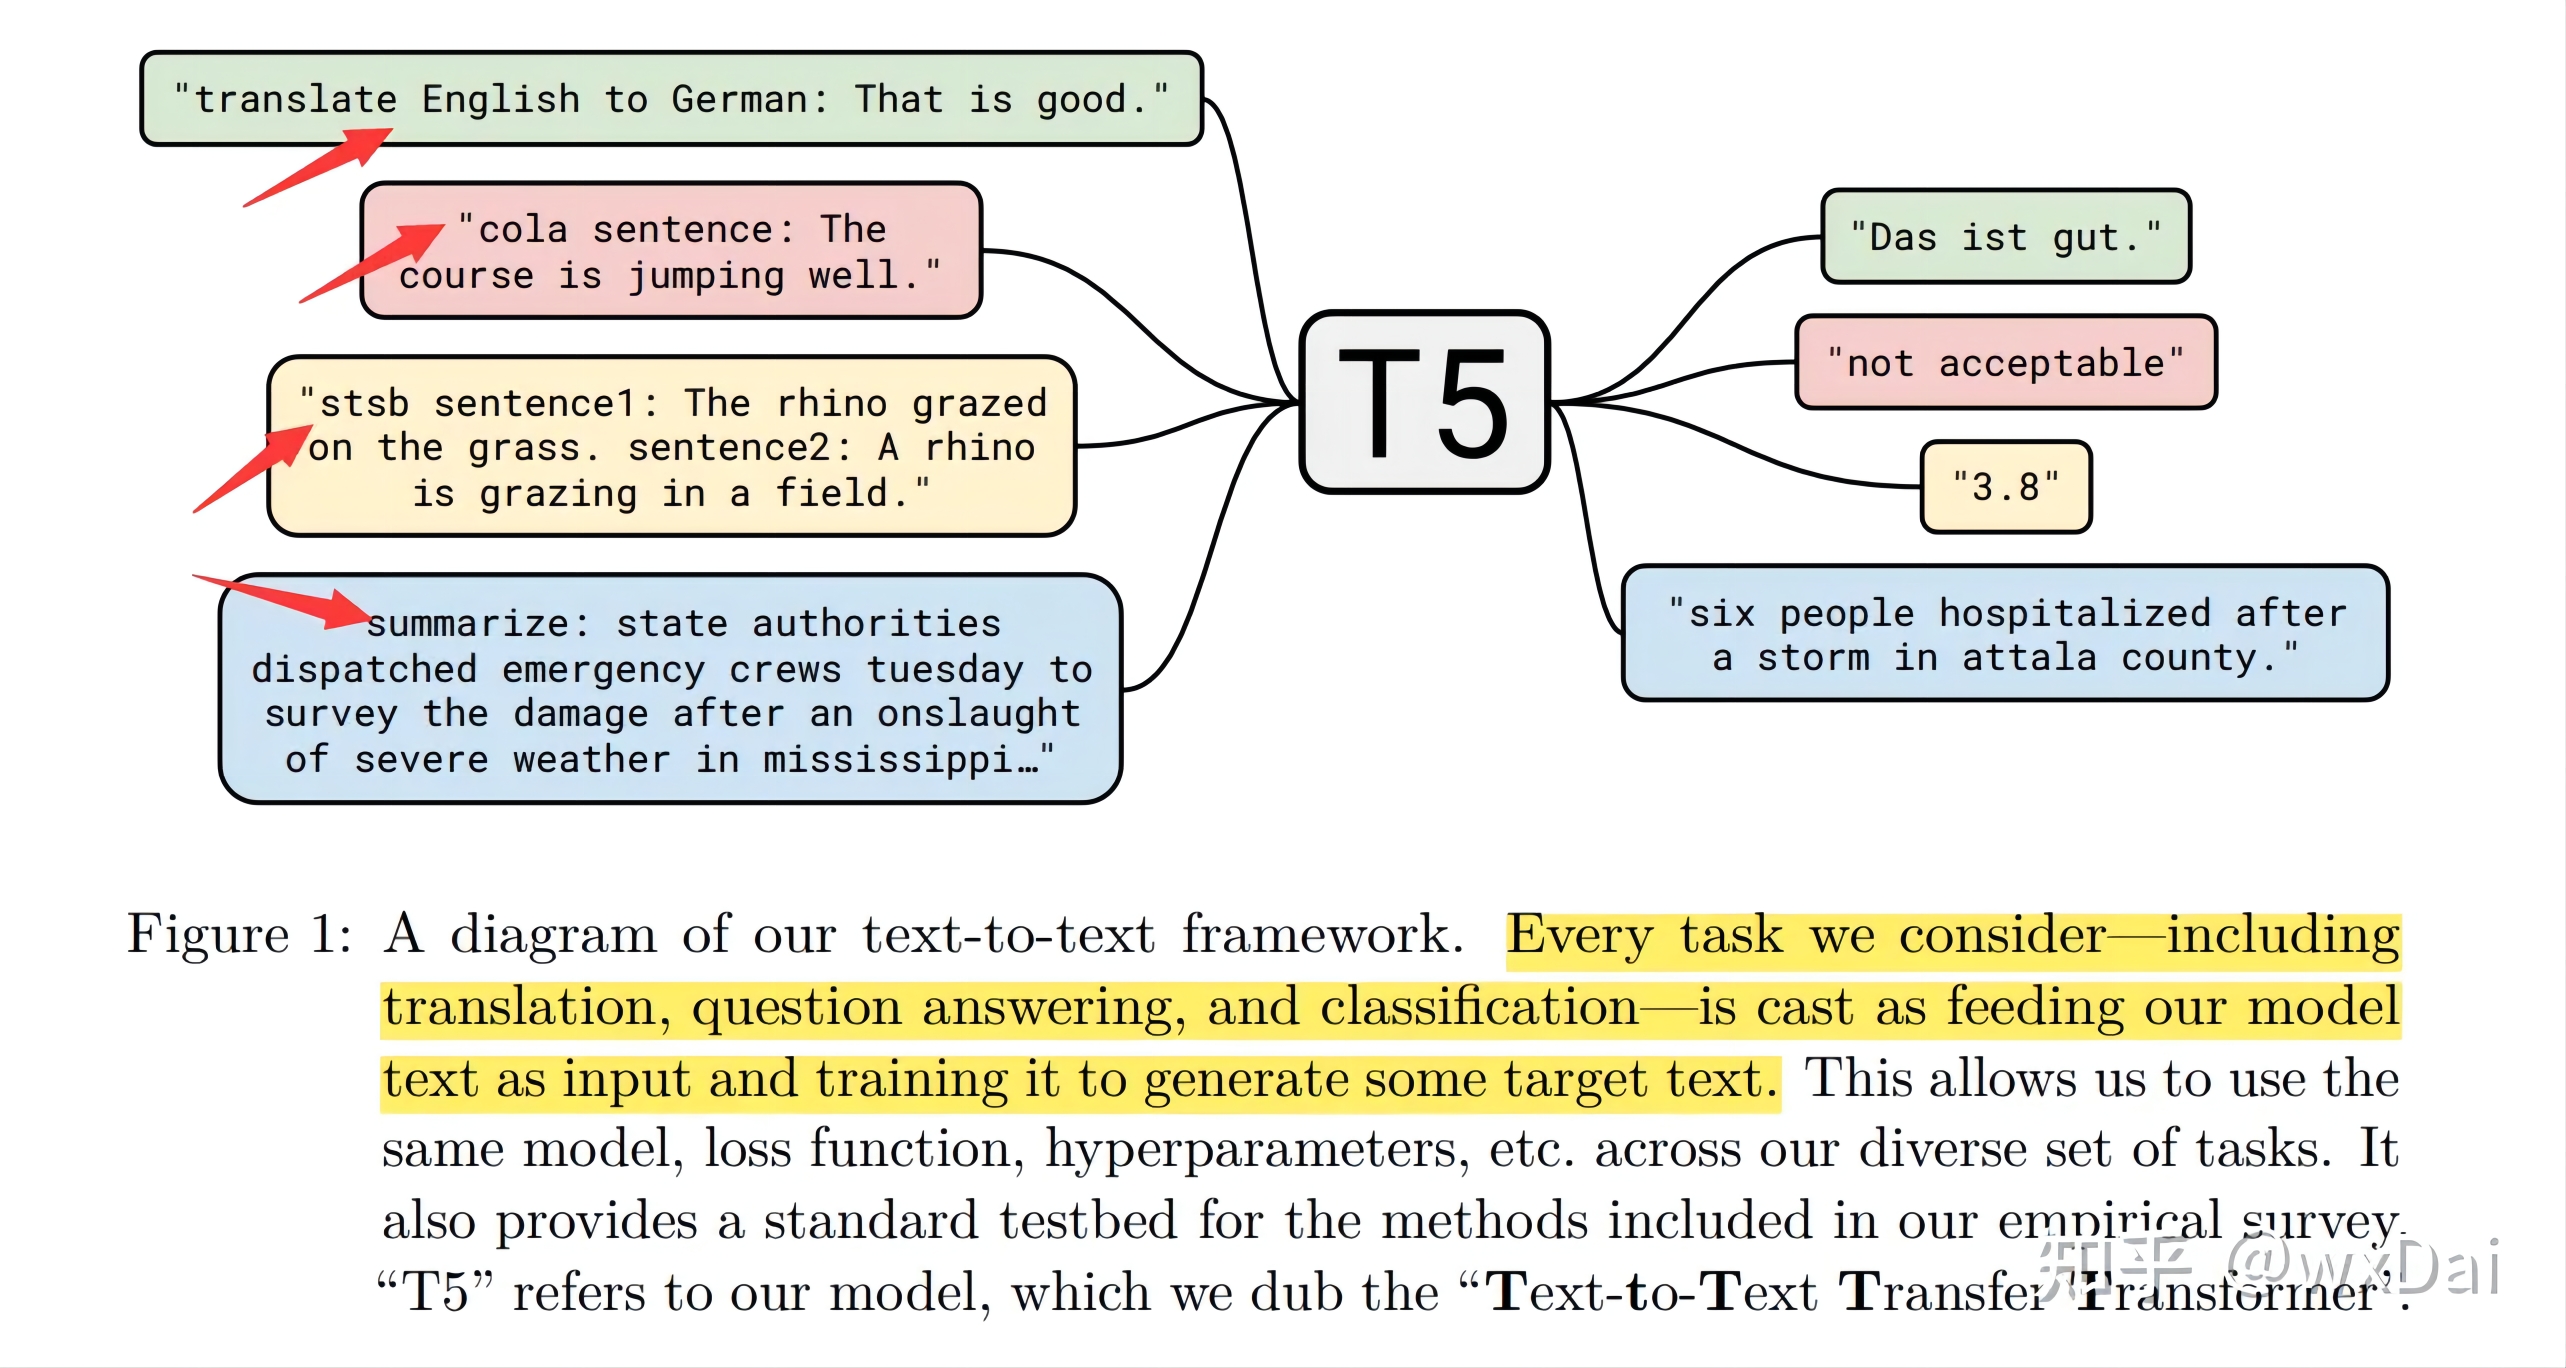 "translate English to German: That is good."
"cola sentence: The
course is jumping well."
"stsb sentence1: The rhino grazed
on the grass. sentence2: A rhino
is grazing in a field."
summarize: state authorities
dispatched emergency crews tuesday to
survey the damage after an onslaught
of severe weather in mississippi…"
T5
"Das ist gut."
"not acceptable"
"3.8"
"six people hospitalized after
a storm in attala county."
Figure 1: A diagram of our text-to-text framework. Every task we consider—including
translation, question answering, and classification—is cast as feeding our model
text as input and training it to generate some target text. This allows us to use the
same model, loss function, hyperparameters, etc. across our diverse set of tasks. It
also provides a standard testbed for the methods included in our empirical survey.
“T5” refers to our model, which we dub the “Text-to-Text Transfer Transformer”.
知乎 @wxDai